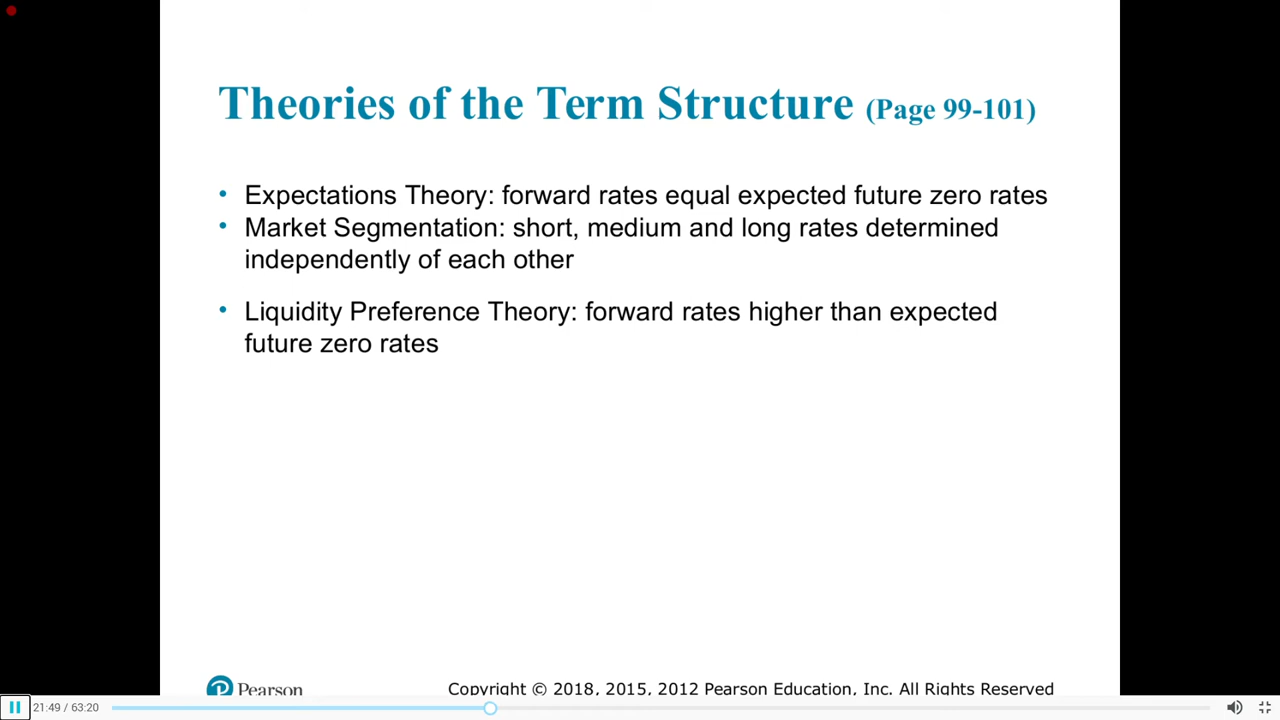 Theories of the Term Structure (Page 99-101)
• Expectations Theory: forward rates equal expected future zero rates
• Market Segmentation: short, medium and long rates determined
independently of each other
• Liquidity Preference Theory: forward rates higher than expected
future zero rates
Pearson
Copyright © 2018, 2015, 2012 Pearson Education, Inc. All Rights Reserved
21:49 / 63:20